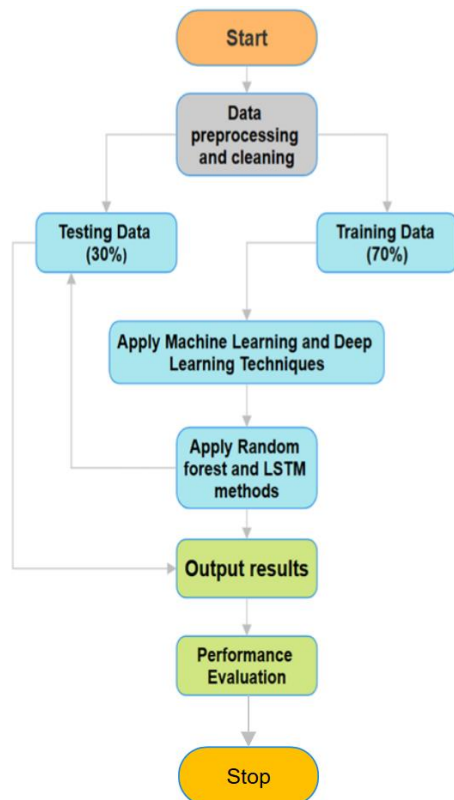 Start
Data
preprocessing
and cleaning
Testing Data
(30%)
Training Data
(70%)
Apply Machine Learning and Deep
Learning Techniques
Apply Random
forest and LSTM
methods
Output results
Performance
Evaluation
Stop